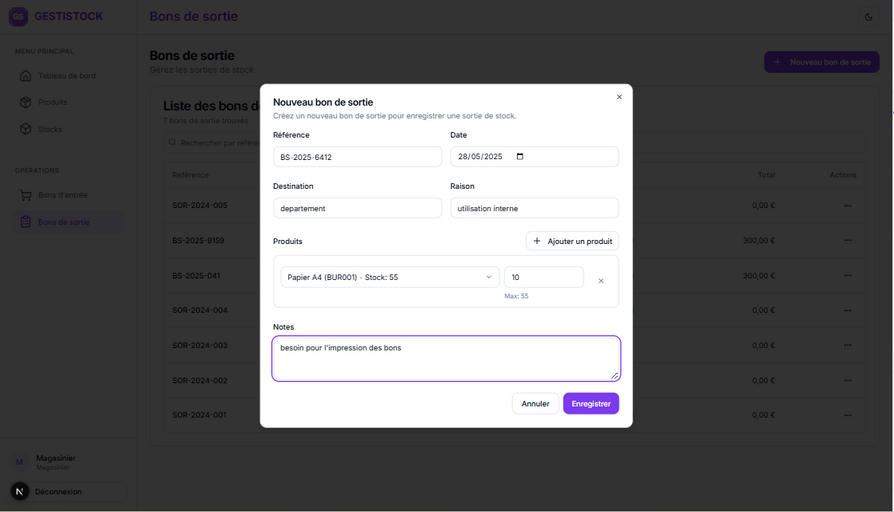 GS GESTISTOCK
Bons de sortie
MENU PRINCIPAL
Tableau de bord
Produits
Stocks
OPÉRATIONS
Bons d'entrée
Bons de sortie
M Magasinier
Magasinier
N Déconnexion
Bons de sortie
Gérez les sorties de stock
+ Nouveau bon de sortie
Liste des bons d
7 bons de sortie trouvés
Rechercher par référe
Référence Total Actions
SOR-2024-005 0,00 € ...
BS-2025-9159 300,00 € ...
BS-2025-041 300,00 € ...
SOR-2024-004 0,00 € ...
SOR-2024-003 0,00 € ...
SOR-2024-002 0,00 € ...
SOR-2024-001 0,00 € ...
Nouveau bon de sortie
Créez un nouveau bon de sortie pour enregistrer une sortie de stock.
Référence Date
BS-2025-6412 28/05/2025
Destination Raison
departement utilisation interne
Produits + Ajouter un produit
Papier A4 (BUR001) - Stock: 55 10
Max: 55
Notes
besoin pour l'impression des bons
Annuler Enregistrer